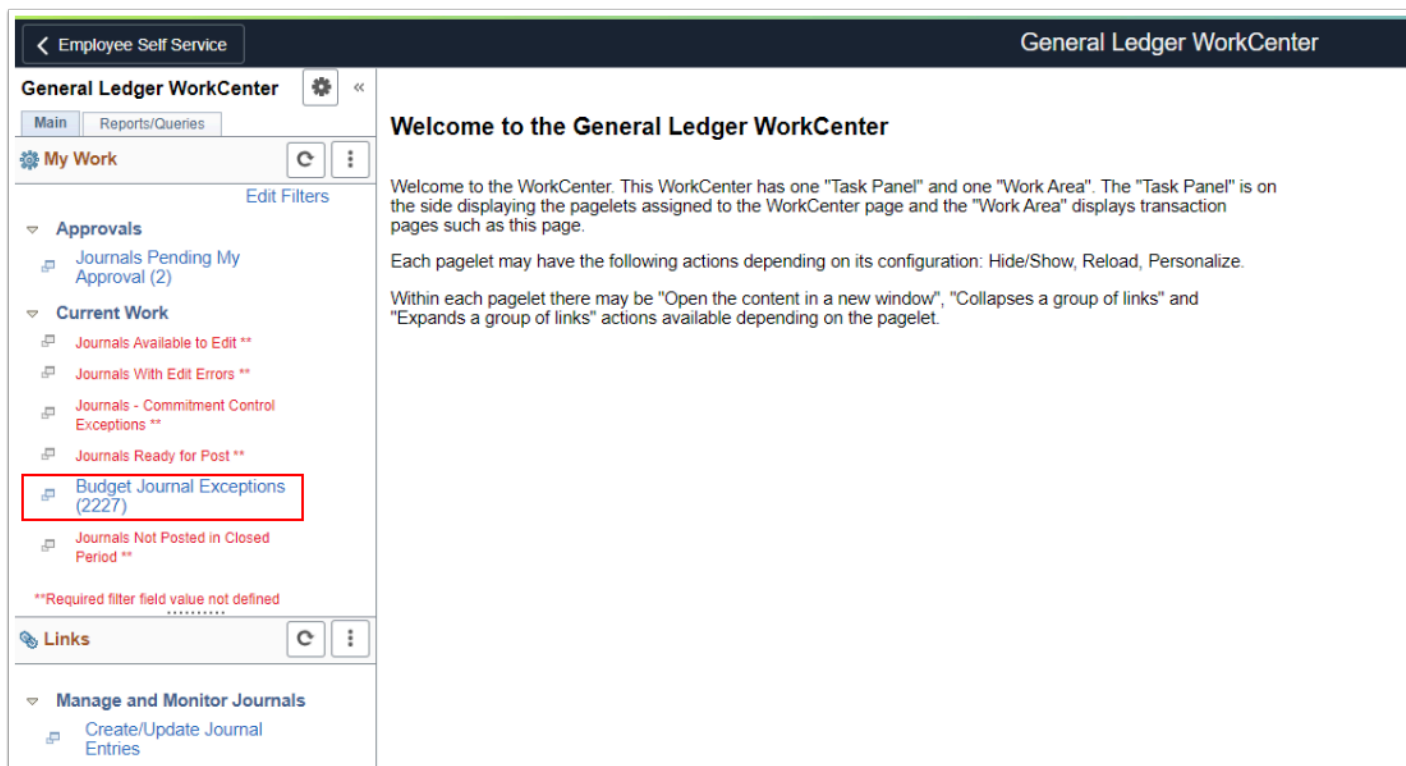 Employee Self Service
General Ledger WorkCenter
General Ledger WorkCenter
Main
Reports/Queries
My Work
Edit Filters
Approvals
Journals Pending My
Approval (2)
Current Work
Journals Available to Edit **
Journals With Edit Errors **
Journals - Commitment Control
Exceptions **
Journals Ready for Post **
Budget Journal Exceptions
(2227)
Journals Not Posted in Closed
Period **
**Required filter field value not defined
Links
Manage and Monitor Journals
Create/Update Journal
Entries
Welcome to the General Ledger WorkCenter
Welcome to the WorkCenter. This WorkCenter has one "Task Panel" and one "Work Area". The "Task Panel" is on
the side displaying the pagelets assigned to the WorkCenter page and the "Work Area" displays transaction
pages such as this page.
Each pagelet may have the following actions depending on its configuration: Hide/Show, Reload, Personalize.
Within each pagelet there may be "Open the content in a new window", "Collapses a group of links" and
"Expands a group of links" actions available depending on the pagelet.